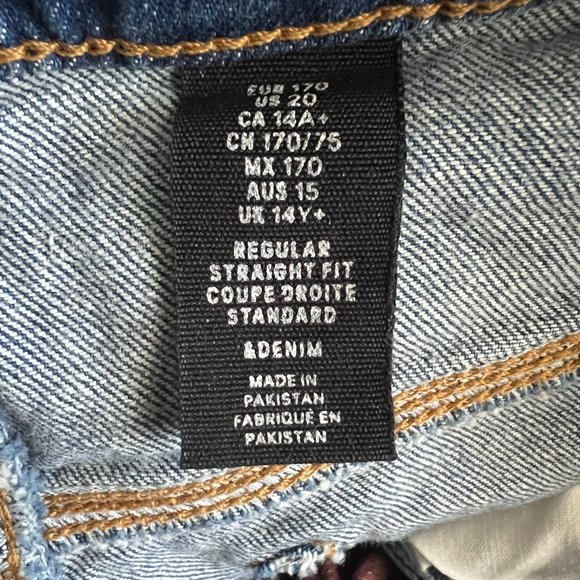 EUR 170
US 20
CA 14A+
CN 170/75
MX 170
AUS 15
UK 14Y+
REGULAR
STRAIGHT FIT
COUPE DROITE
STANDARD
&DENIM
MADE IN
PAKISTAN
FABRIQUÉ EN
PAKISTAN